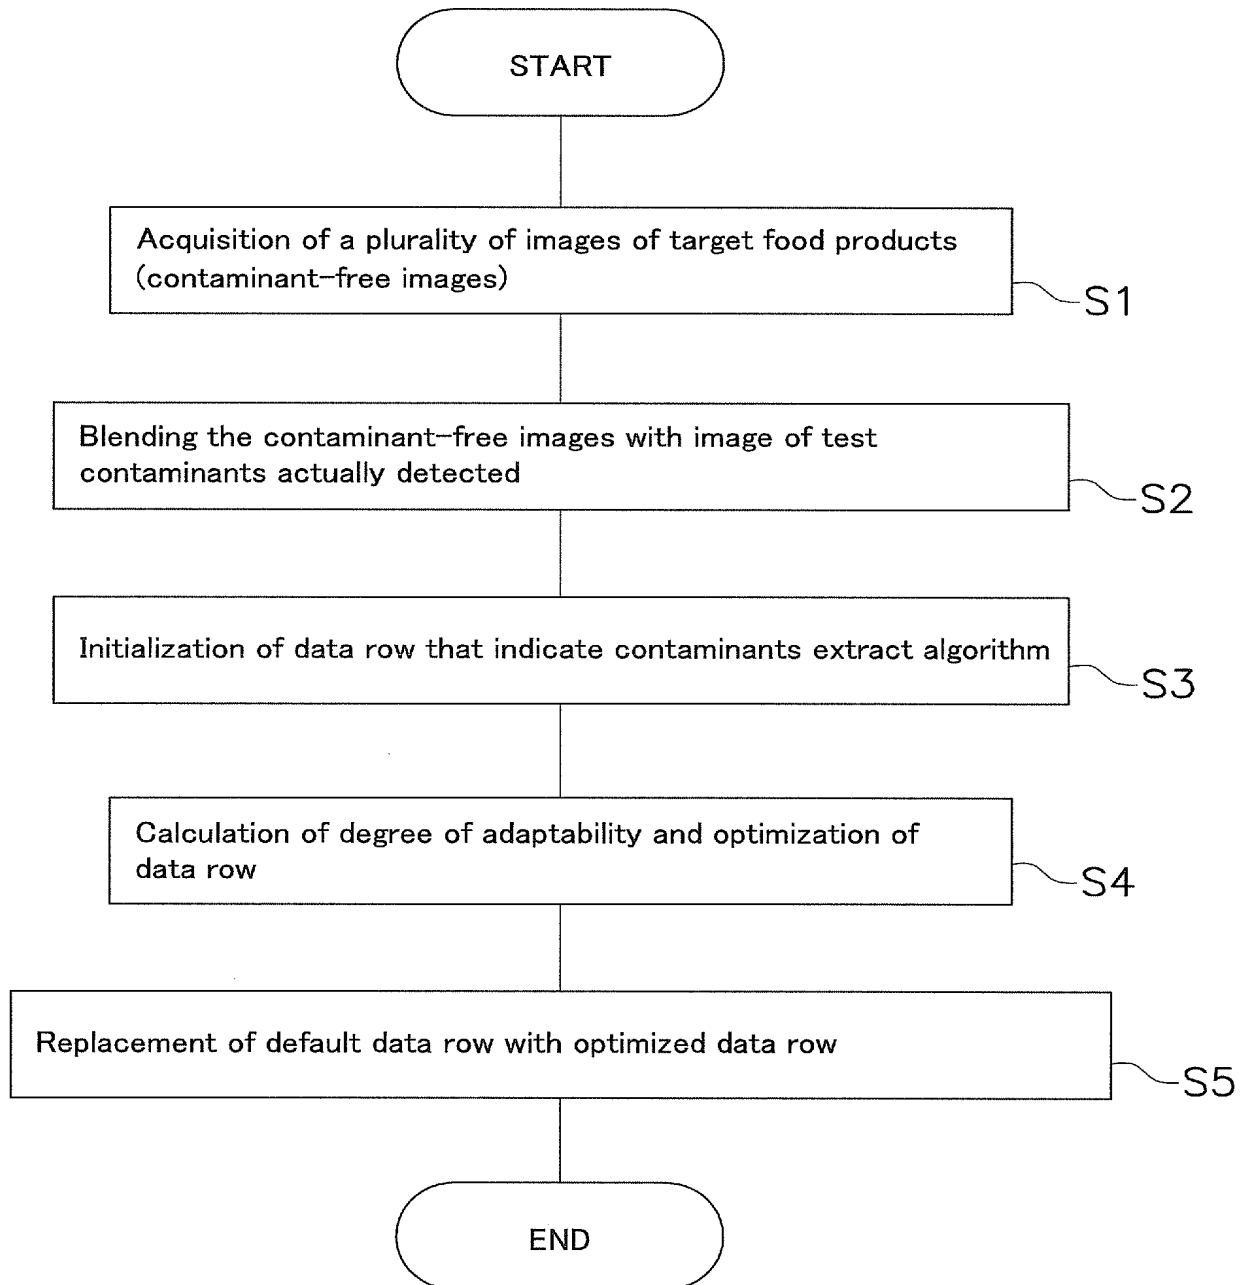 START
Acquisition of a plurality of images of target food products
(contaminant-free images)
S1
Blending the contaminant-free images with image of test
contaminants actually detected
S2
Initialization of data row that indicate contaminants extract algorithm
S3
Calculation of degree of adaptability and optimization of
data row
S4
Replacement of default data row with optimized data row
S5
END